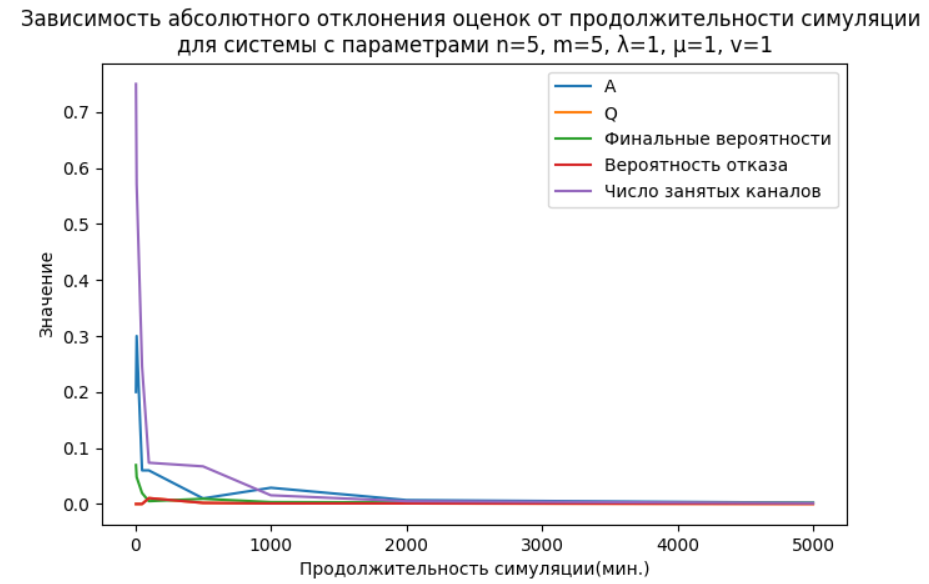 Зависимость абсолютного отклонения оценок от продолжительности симуляции
для системы с параметрами n=5, m=5, λ=1, μ=1, v=1
A
Q
Финальные вероятности
Вероятность отказа
Число занятых каналов
Значение
0.7
0.6
0.5
0.4
0.3
0.2
0.1
0.0
0
1000
2000
3000
4000
5000
Продолжительность симуляции(мин.)